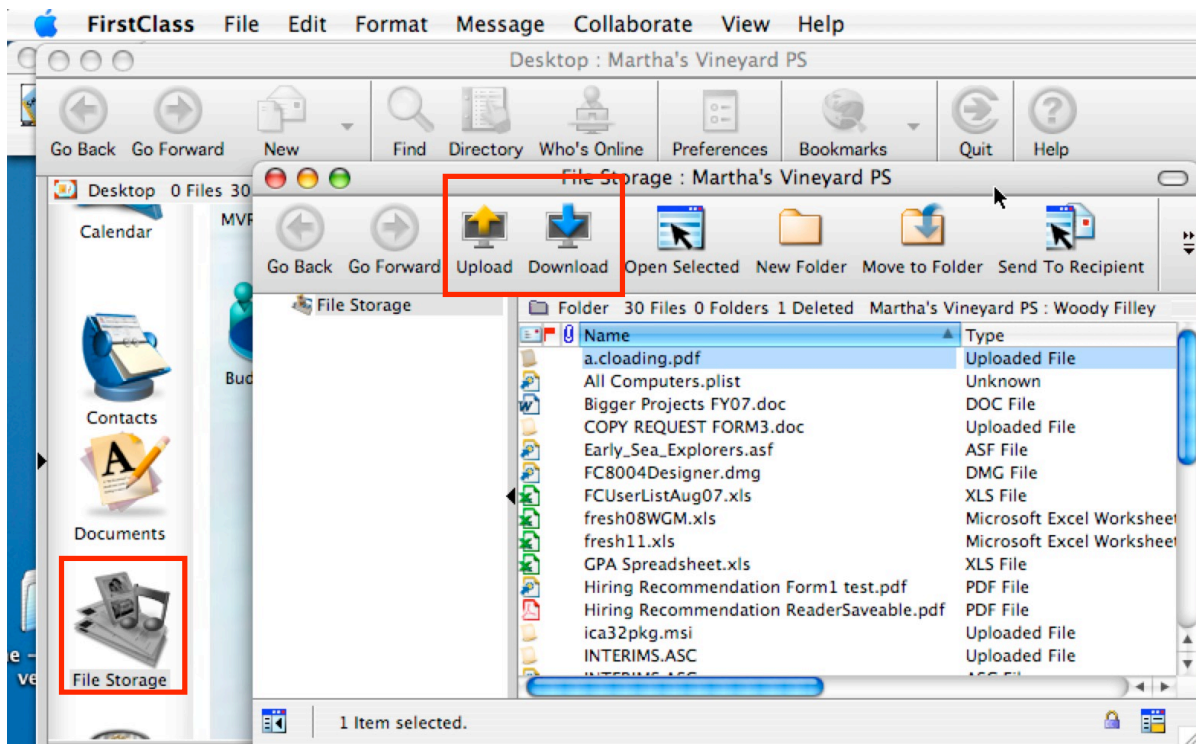 FirstClass File Edit Format Message Collaborate View Help
Desktop : Martha's Vineyard PS
Go Back Go Forward New Find Directory Who's Online Preferences Bookmarks Quit Help
Desktop 0 Files 30
File Storage : Martha's Vineyard PS
Calendar
Go Back Go Forward Upload Download Open Selected New Folder Move to Folder Send To Recipient
File Storage
Folder 30 Files 0 Folders 1 Deleted Martha's Vineyard PS : Woody Filley
Name Type
a.cloading.pdf Uploaded File
All Computers.plist Unknown
Bigger Projects FY07.doc DOC File
COPY REQUEST FORM3.doc Uploaded File
Early_Sea_Explorers.asf ASF File
FC8004Designer.dmg DMG File
FCUserListAug07.xls XLS File
fresh08WGM.xls Microsoft Excel Worksheet
fresh11.xls Microsoft Excel Worksheet
GPA Spreadsheet.xls XLS File
Hiring Recommendation Form1 test.pdf PDF File
Hiring Recommendation ReaderSaveable.pdf PDF File
ica32pkg.msi Uploaded File
INTERIMS.ASC Uploaded File
Contacts
Documents
File Storage
1 Item selected.